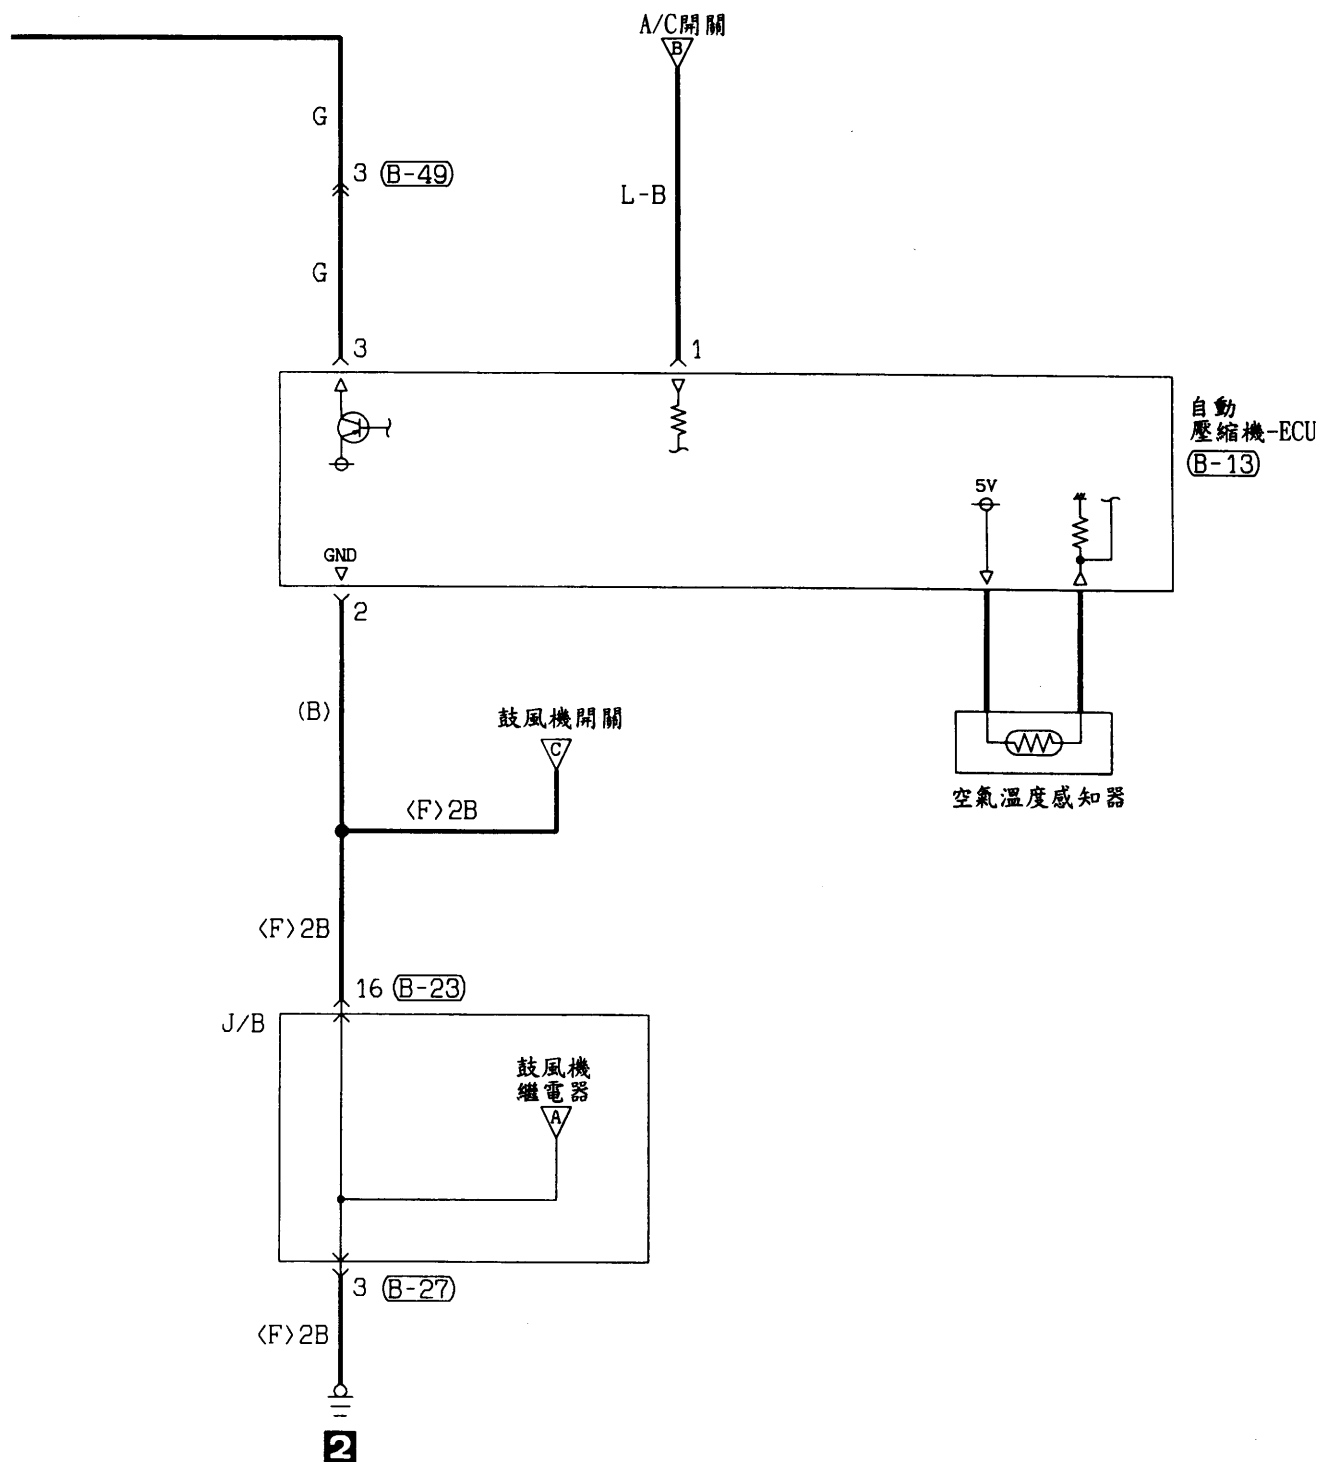 A/C開關
B
G
3 (B-49)
L-B
G
3
1
自動
壓縮機-ECU
(B-13)
5V
GND
2
(B)
鼓風機開關
C
<F>2B
空氣溫度感知器
<F>2B
16 (B-23)
J/B
鼓風機
繼電器
A
3 (B-27)
<F>2B
2